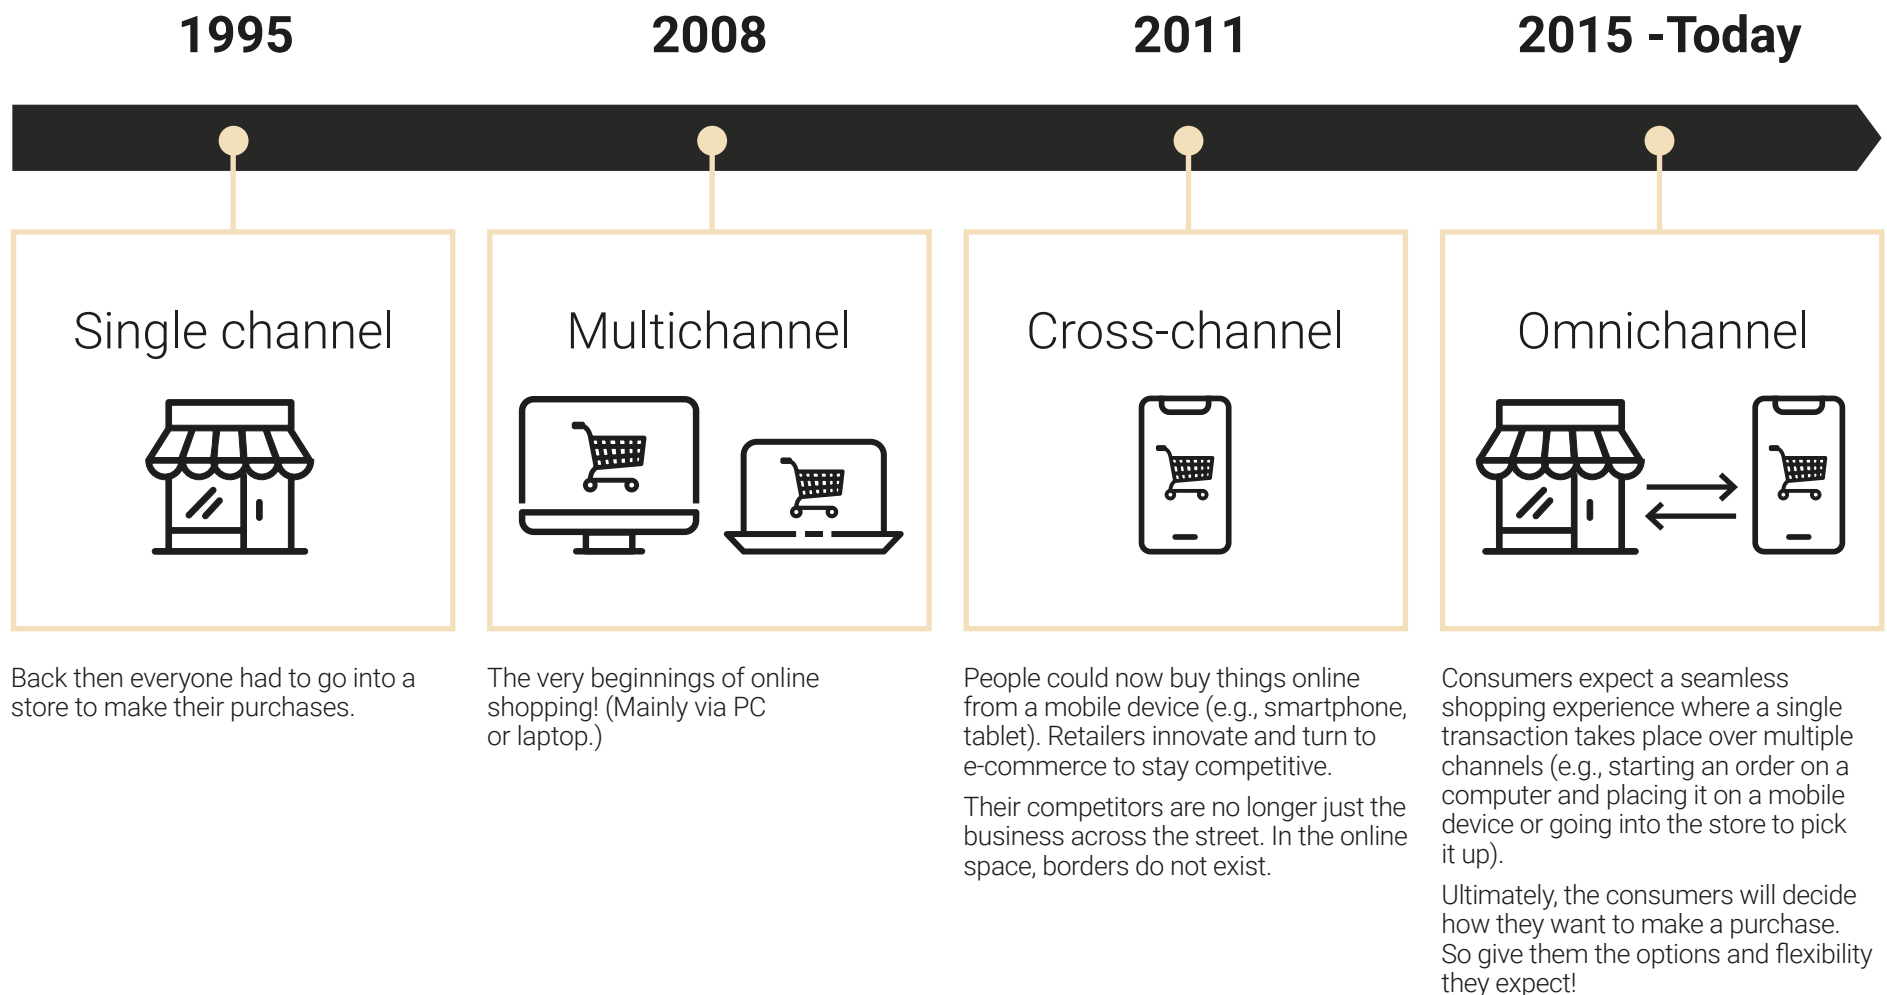 1995
2008
2011
2015 -Today
Single channel
Multichannel
Cross-channel
Omnichannel
Back then everyone had to go into a
store to make their purchases.
The very beginnings of online
shopping! (Mainly via PC
or laptop.)
People could now buy things online
from a mobile device (e.g., smartphone,
tablet). Retailers innovate and turn to
e-commerce to stay competitive.
Their competitors are no longer just the
business across the street. In the online
space, borders do not exist.
Consumers expect a seamless
shopping experience where a single
transaction takes place over multiple
channels (e.g., starting an order on a
computer and placing it on a mobile
device or going into the store to pick
it up).
Ultimately, the consumers will decide
how they want to make a purchase.
So give them the options and flexibility
they expect!